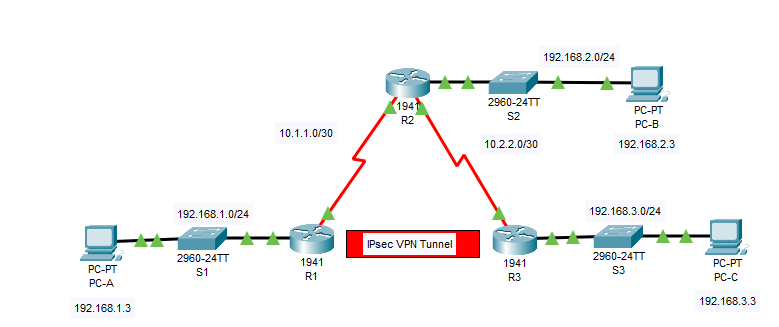 192.168.2.0/24
1941
R2
2960-24TT
S2
PC-PT
PC-B
192.168.2.3
10.1.1.0/30
10.2.2.0/30
192.168.1.0/24
192.168.3.0/24
IPsec VPN Tunnel
PC-PT
PC-A
2960-24TT
S1
1941
R1
1941
R3
2960-24TT
S3
PC-PT
PC-C
192.168.1.3
192.168.3.3